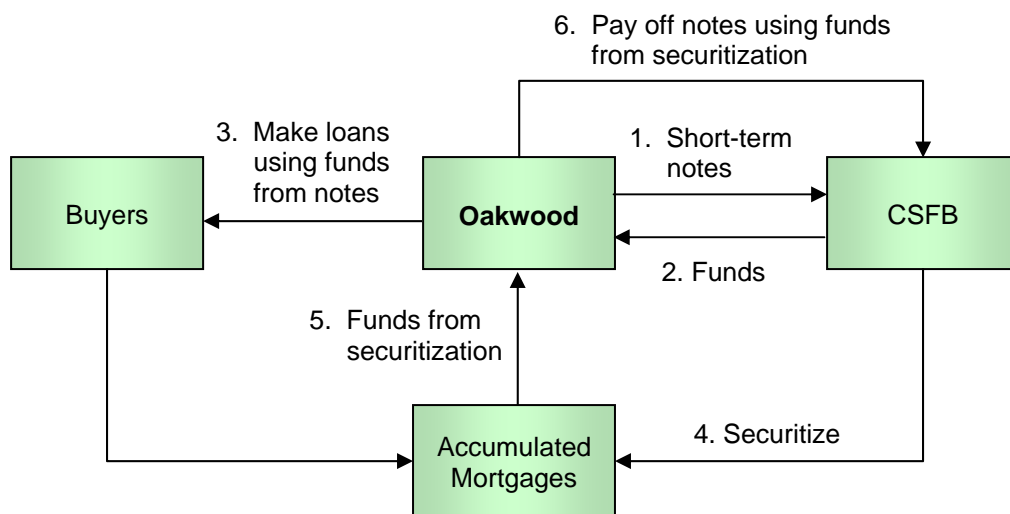 6. Pay off notes using funds
from securitization
3. Make loans
using funds
from notes
1. Short-term
notes
Buyers
Oakwood
CSFB
2. Funds
5. Funds from
securitization
4. Securitize
Accumulated
Mortgages